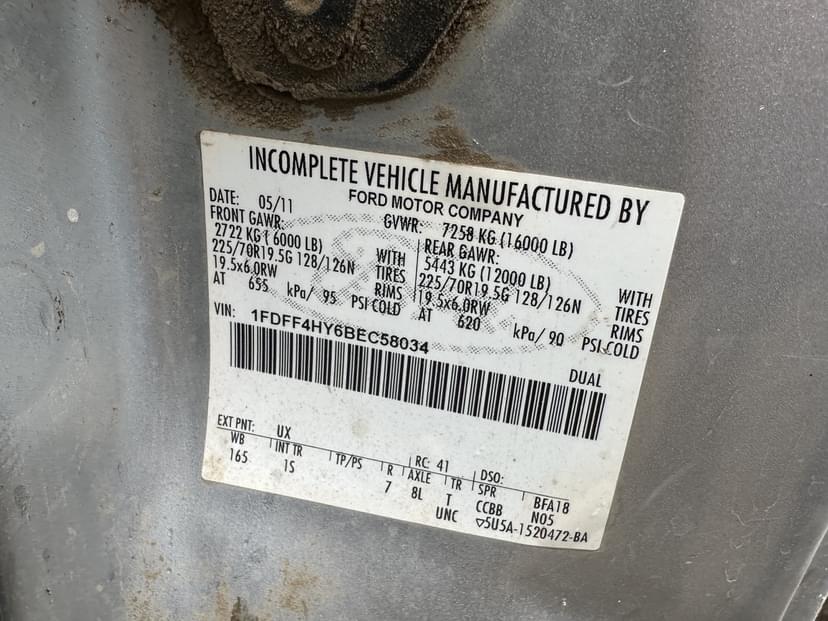 INCOMPLETE VEHICLE MANUFACTURED BY
FORD MOTOR COMPANY
DATE: 05/11
GVWR: 7258 KG (16000 LB)
FRONT GAWR:
2722 KG ( 6000 LB)
225/70R19.5G 128/126N
19.5x6.0RW
AT 655 kPa/ 95 PSI COLD
WITH
TIRES
RIMS
REAR GAWR:
5443 KG (12000 LB)
225/70R19.5G 128/126N
19.5x6.0RW
AT 620 kPa/ 90 PSI COLD
WITH
TIRES
RIMS
VIN: 1FDFF4HY6BEC58034
DUAL
EXT PNT: UX
RC: 41
DSO:
WB INT TR TP/PS R AXLE TR SPR BFA18
165 1S 7 8L T CCBB N05
UNC ▽5U5A-1520472-BA